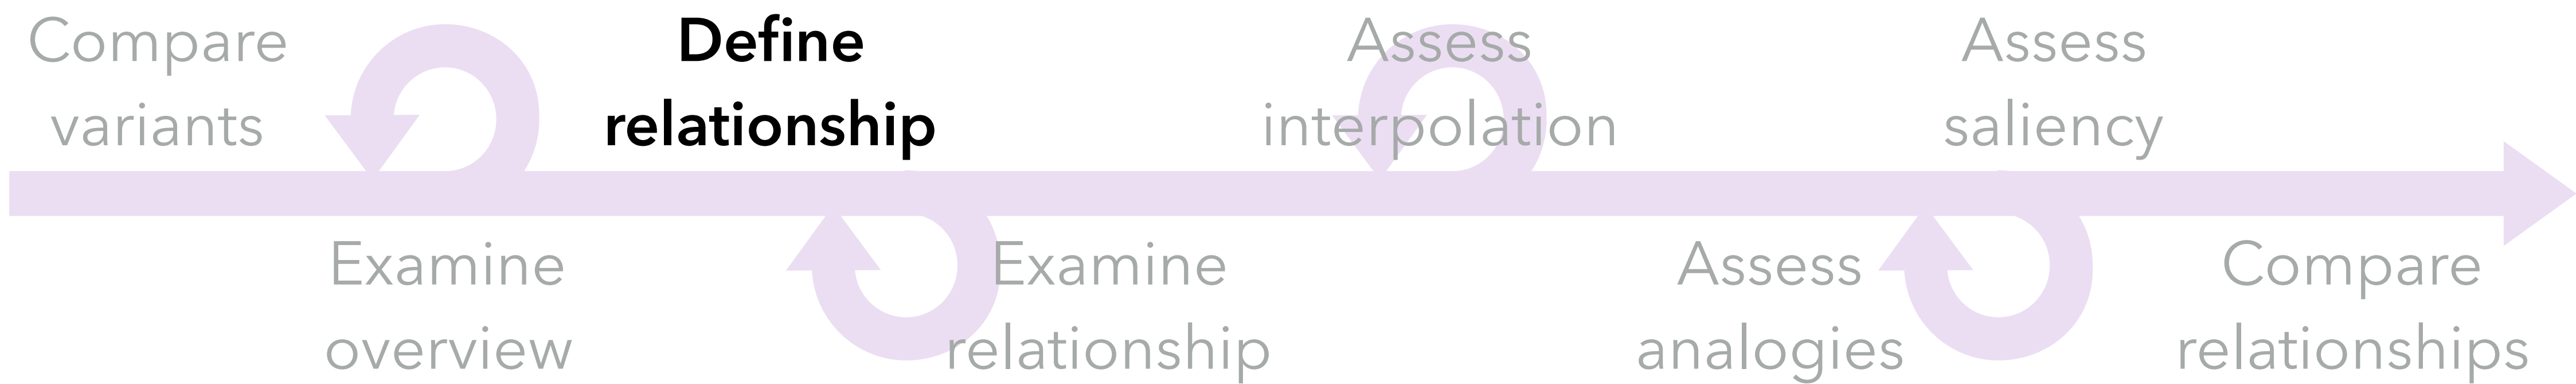 Compare
variants
Examine
overview
Define
relationship
Examine
relationship
Assess
interpolation
Assess
analogies
Assess
saliency
Compare
relationships